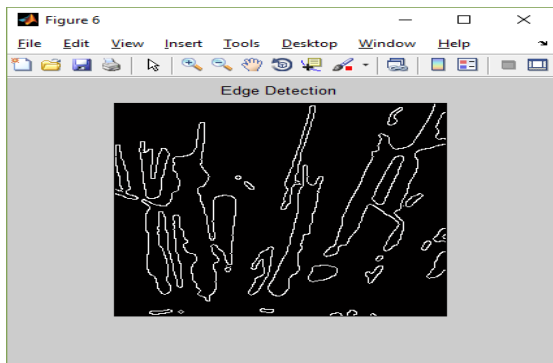 Figure 6
File Edit View Insert Tools Desktop Window Help
Edge Detection